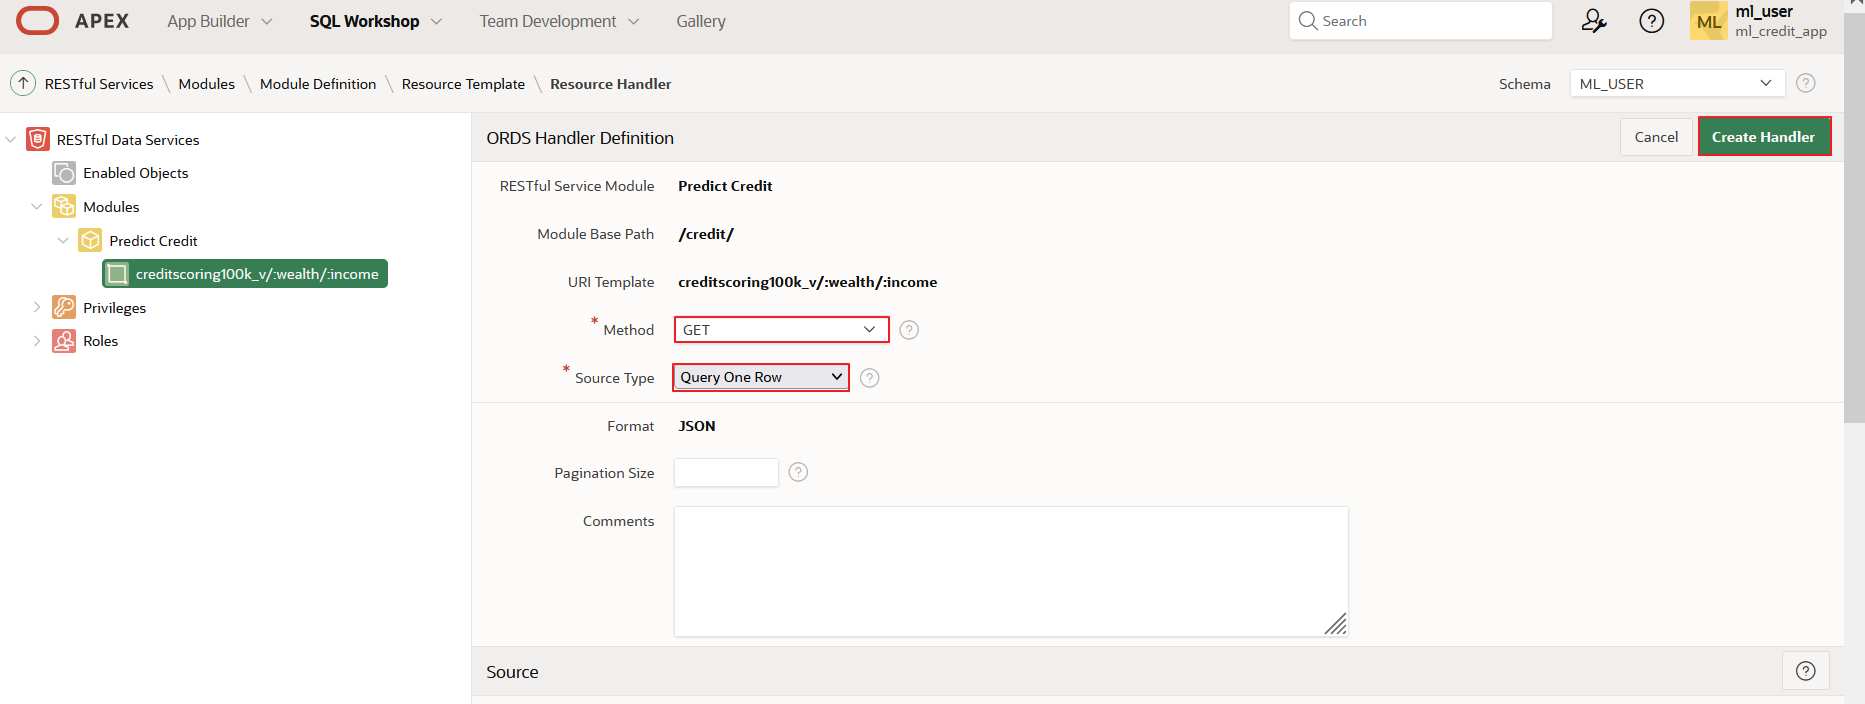 APEX App Builder SQL Workshop Team Development Gallery Search ? ML ml_user
ml_credit_app
RESTful Services \ Modules \ Module Definition \ Resource Template \ Resource Handler Schema ML_USER ?
RESTful Data Services
Enabled Objects
Modules
Predict Credit
creditscoring100k_v/:wealth/:income
Privileges
Roles
ORDS Handler Definition Cancel Create Handler
RESTful Service Module Predict Credit
Module Base Path /credit/
URI Template creditscoring100k_v/:wealth/:income
* Method GET ?
* Source Type Query One Row ?
Format JSON
Pagination Size ?
Comments
Source ?